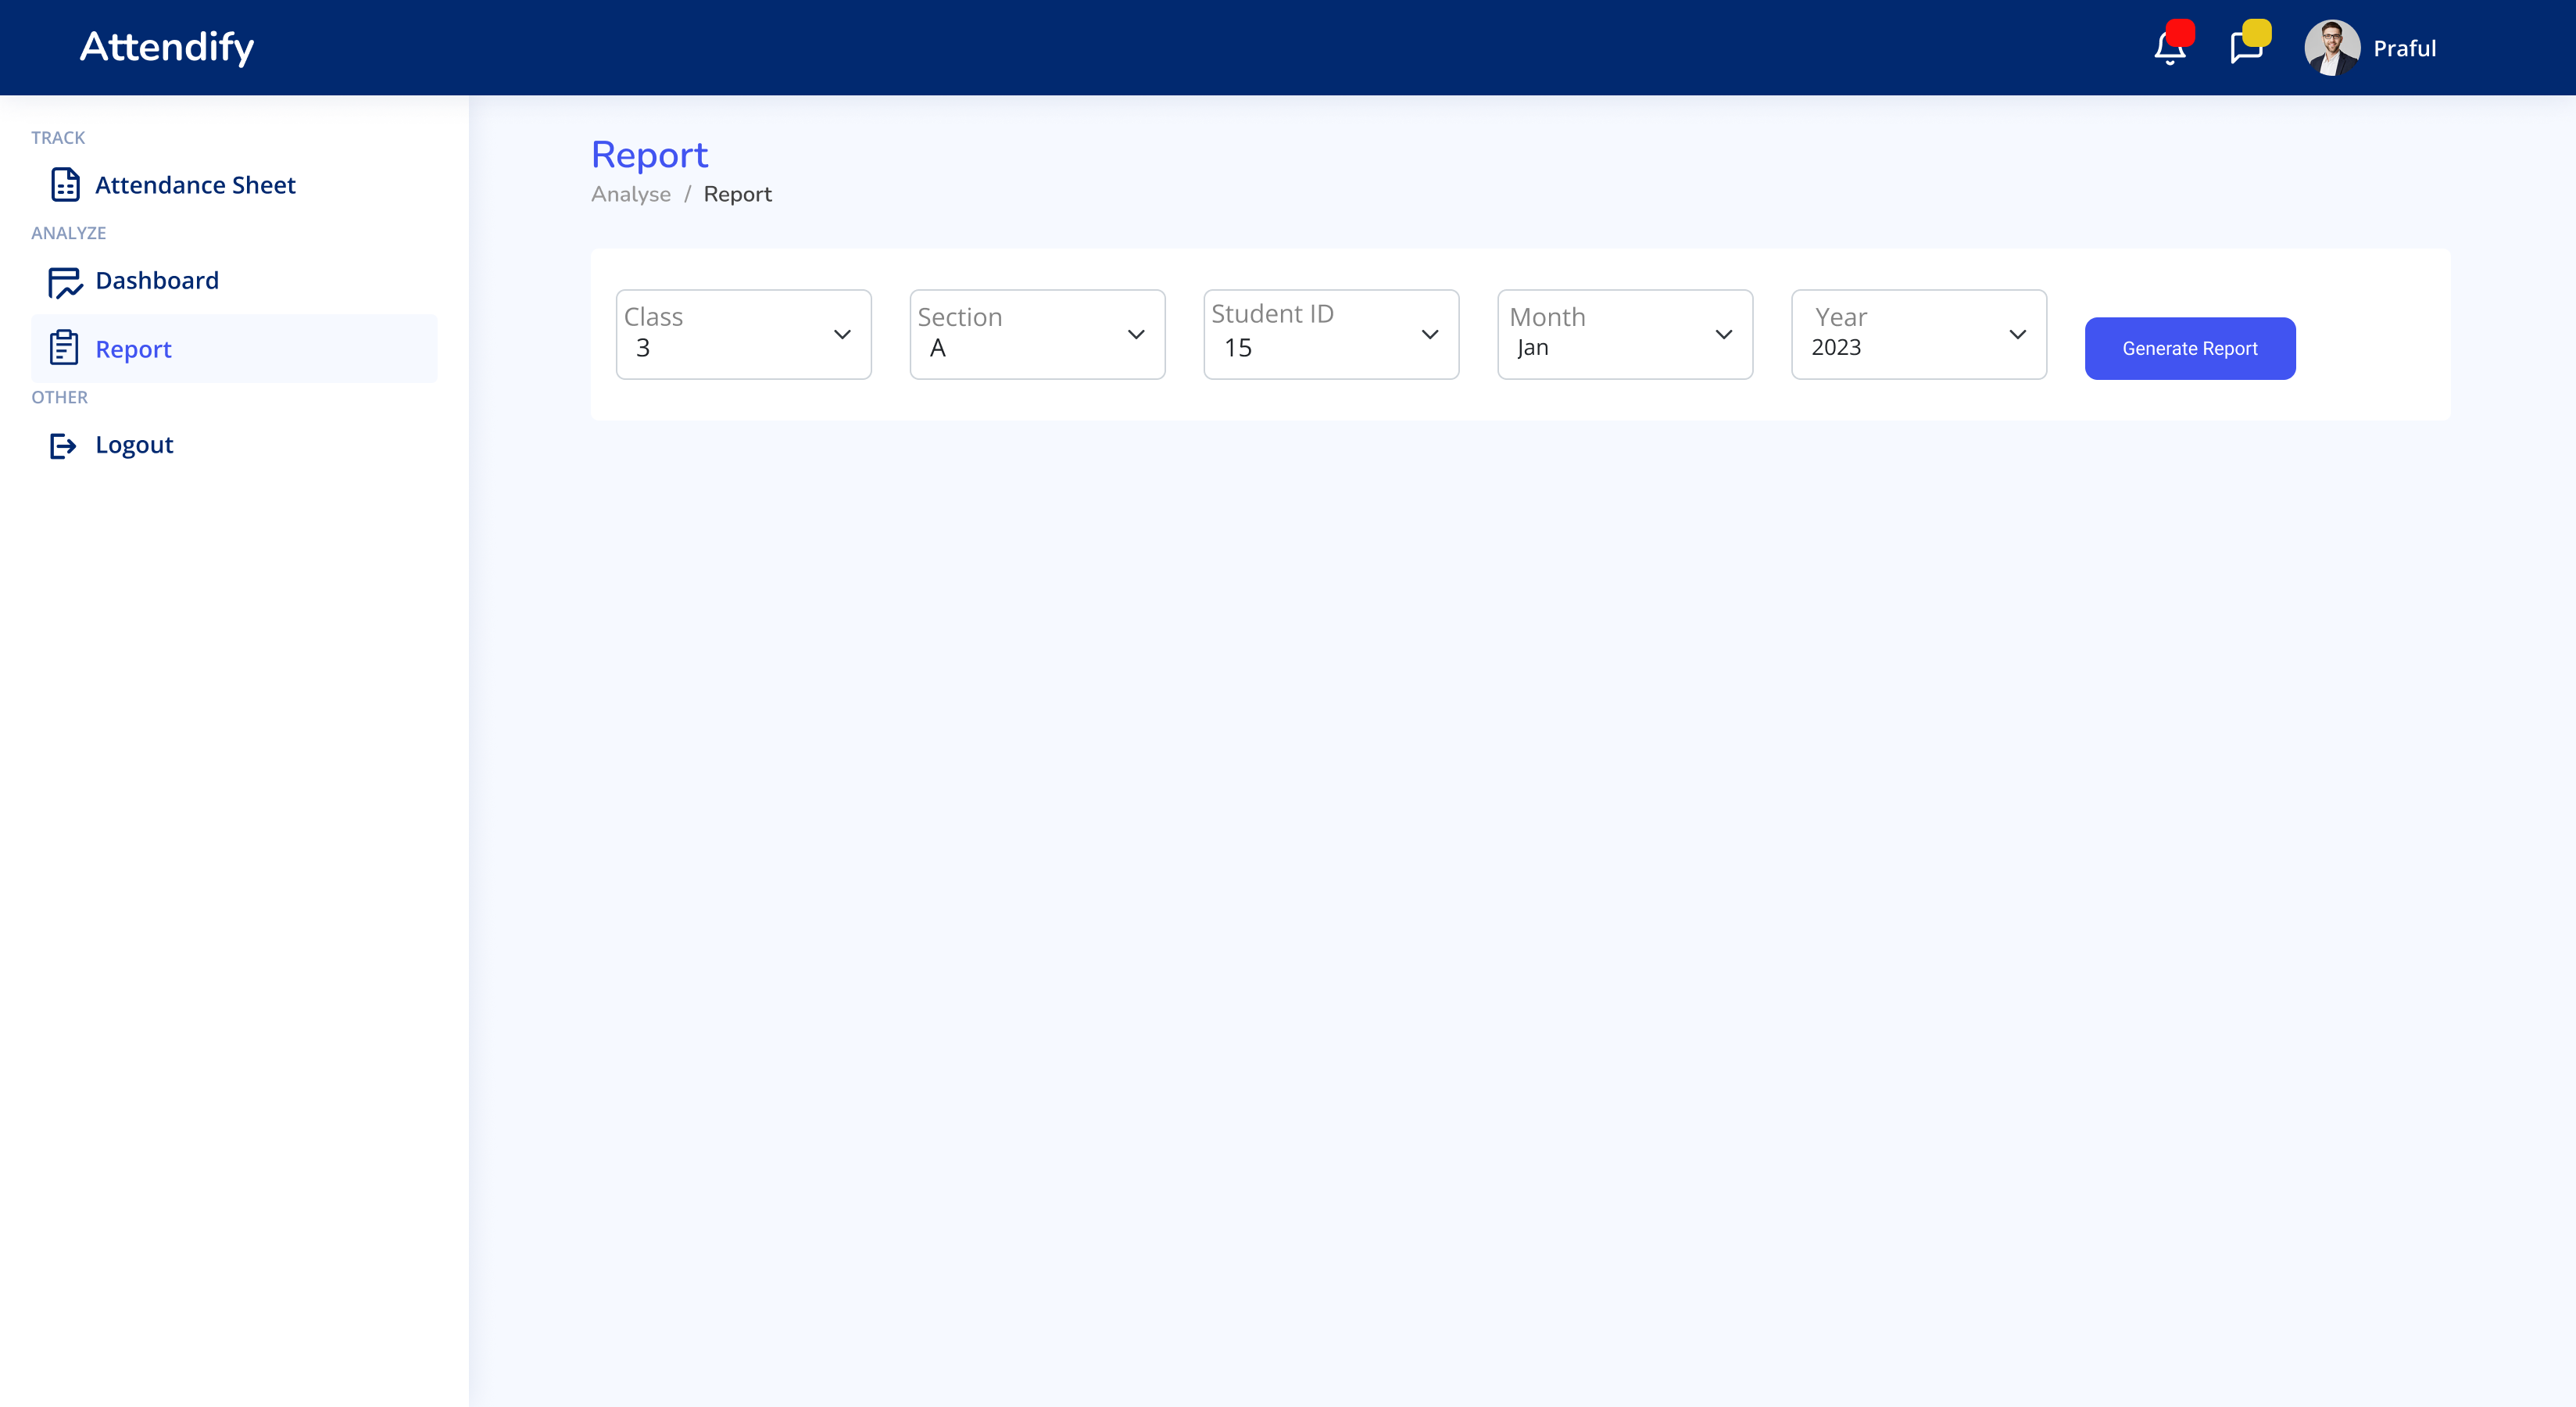 Attendify
Praful
TRACK
Attendance Sheet
ANALYZE
Dashboard
Report
OTHER
Logout
Report
Analyse / Report
Class
3
Section
A
Student ID
15
Month
Jan
Year
2023
Generate Report